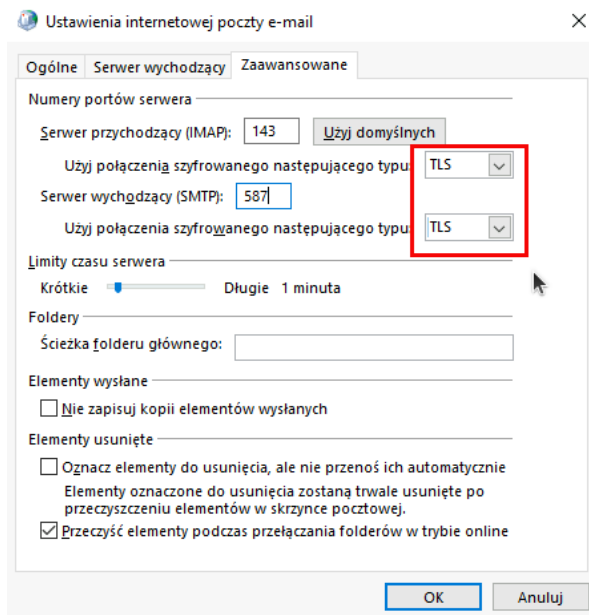 Ustawienia internetowej poczty e-mail
Ogólne Serwer wychodzący Zaawansowane
Numery portów serwera
Serwer przychodzący (IMAP): 143 Użyj domyślnych
Użyj połączenia szyfrowanego następującego typu: TLS
Serwer wychodzący (SMTP): 587
Użyj połączenia szyfrowanego następującego typu: TLS
Limity czasu serwera
Krótkie Długie 1 minuta
Foldery
Ścieżka folderu głównego:
Elementy wysłane
Nie zapisuj kopii elementów wysłanych
Elementy usunięte
Oznacz elementy do usunięcia, ale nie przenoś ich automatycznie
Elementy oznaczone do usunięcia zostaną trwale usunięte po
przeczyszczeniu elementów w skrzynce pocztowej.
Przeczyść elementy podczas przełączania folderów w trybie online
OK Anuluj